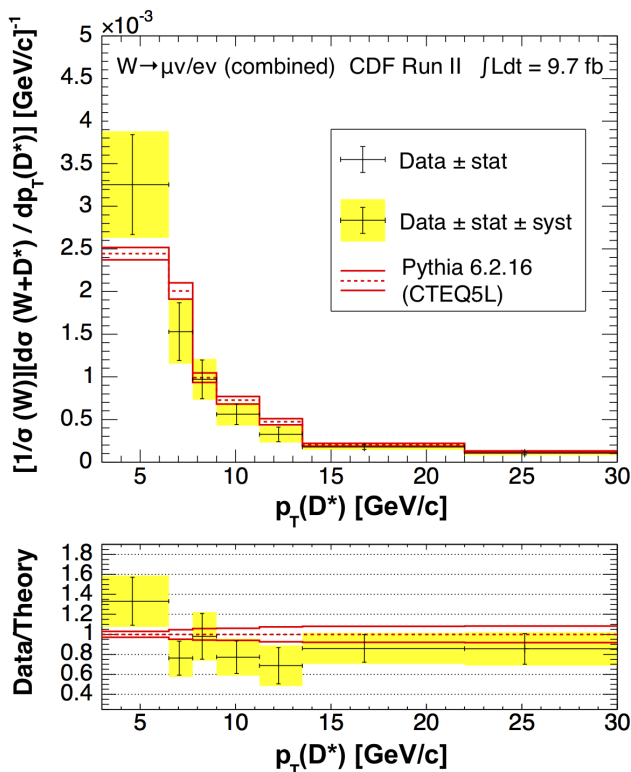 ×10⁻³
W→μν/eν (combined) CDF Run II ∫Ldt = 9.7 fb
[1/σ (W)][dσ (W+D*) / dp_T(D*)] [GeV/c]⁻¹
5
4.5
4
3.5
3
2.5
2
1.5
1
0.5
0
Data ± stat
Data ± stat ± syst
Pythia 6.2.16
(CTEQ5L)
5 10 15 20 25 30
p_T(D*) [GeV/c]
Data/Theory
1.8
1.6
1.4
1.2
1
0.8
0.6
0.4
5 10 15 20 25 30
p_T(D*) [GeV/c]